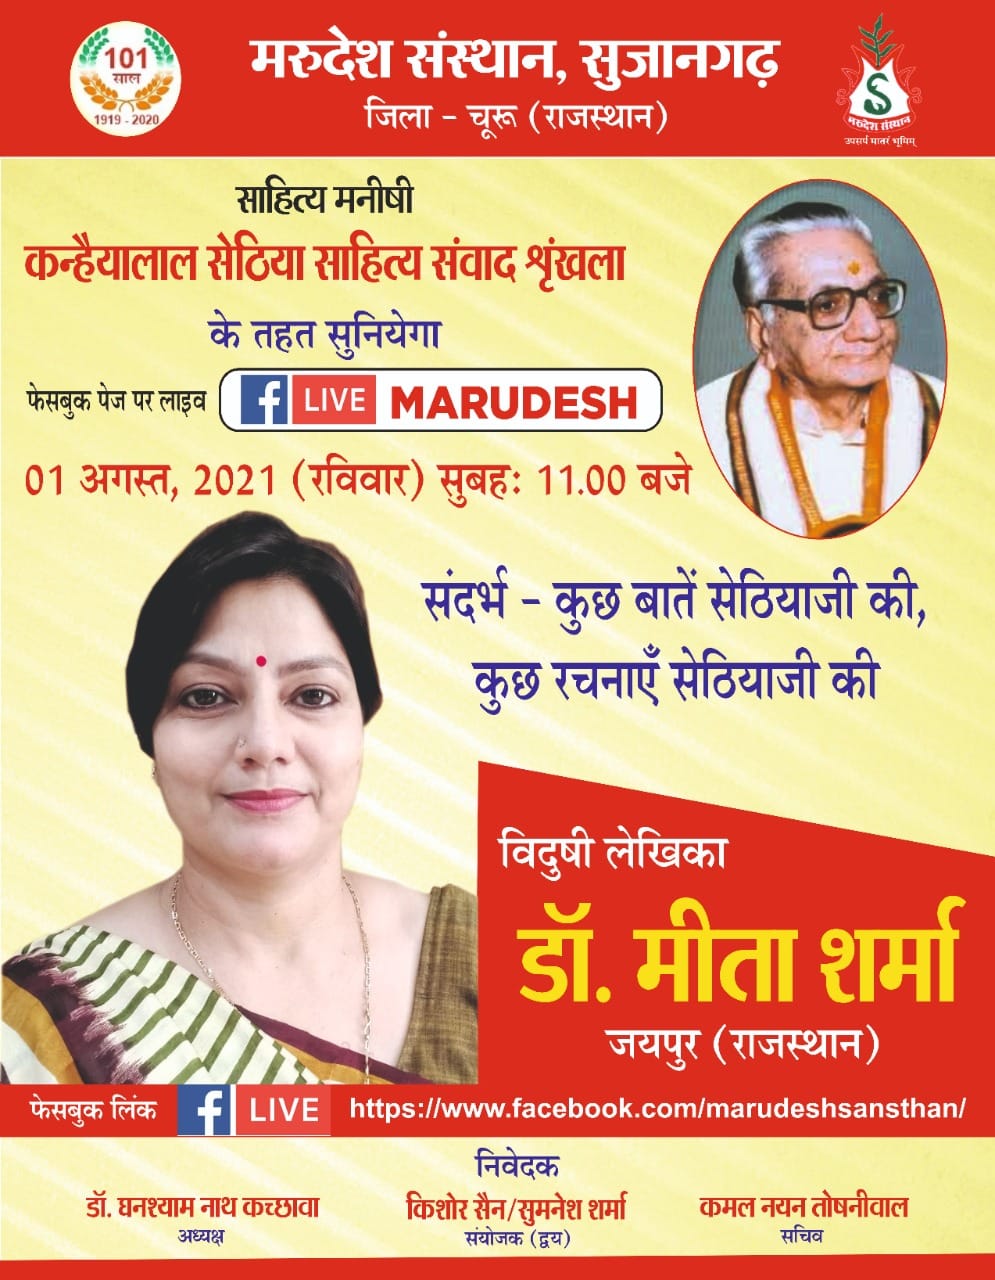 101
साल
1919 - 2020
मरुदेश संस्थान, सुजानगढ़
जिला - चूरू (राजस्थान)
S
मरुदेश संस्थान
उपसर्प मातरं भूमिम्
साहित्य मनीषी
कन्हैयालाल सेठिया साहित्य संवाद श्रृंखला
के तहत सुनियेगा
फेसबुक पेज पर लाइव f LIVE MARUDESH
01 अगस्त, 2021 (रविवार) सुबहः 11.00 बजे
संदर्भ - कुछ बातें सेठियाजी की,
कुछ रचनाएँ सेठियाजी की
विदुषी लेखिका
डॉ. मीता शर्मा
जयपुर (राजस्थान)
फेसबुक लिंक f LIVE https://www.facebook.com/marudeshsansthan/
निवेदक
डॉ. घनश्याम नाथ कच्छावा किशोर सैन/सुमनेश शर्मा कमल नयन तोषनीवाल
अध्यक्ष संयोजक (द्वय) सचिव